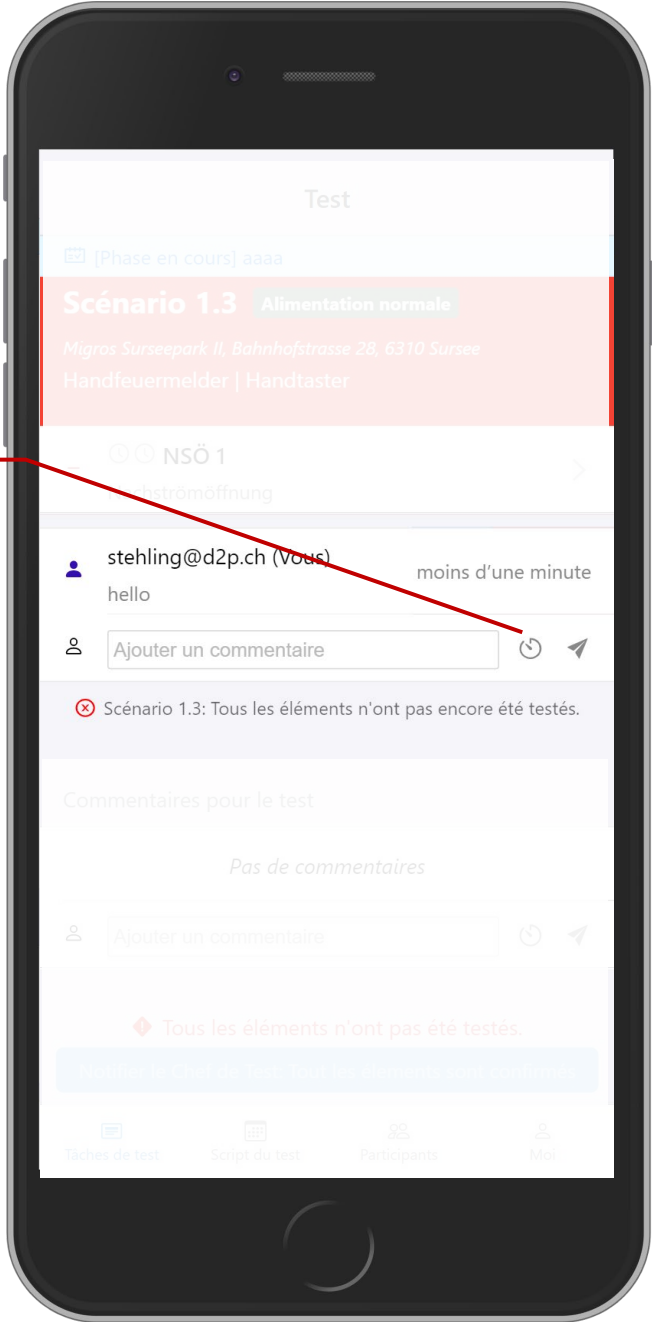 Test
[Phase en cours] aaaa
Scénario 1.3 Alimentation normale
Migros Surseepark II, Bahnhofstrasse 28, 6310 Sursee
Handfeuermelder | Handtaster
NSÖ 1
Nachströmöffnung
stehling@d2p.ch (Vous)
moins d'une minute
hello
Ajouter un commentaire
Scénario 1.3: Tous les éléments n'ont pas encore été testés.
Commentaires pour le test
Pas de commentaires
Ajouter un commentaire
Tous les éléments n'ont pas été testés.
Tâches de test
Script du test
Participants
Moi